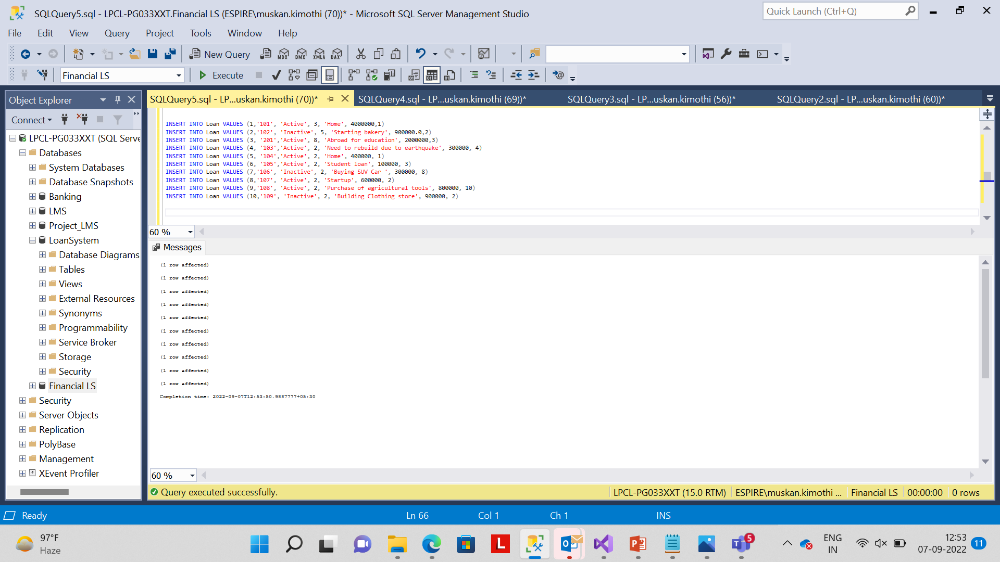 SQLQuery5.sql - LPCL-PG033XXT.Financial LS (ESPIRE\muskan.kimothi (70))* - Microsoft SQL Server Management Studio
Quick Launch (Ctrl+Q)
File Edit View Query Project Tools Window Help
New Query MDX DMX XMLA DAX
Financial LS Execute
Object Explorer
SQLQuery5.sql - LP...uskan.kimothi (70))* SQLQuery4.sql - LP...uskan.kimothi (69))* SQLQuery3.sql - LP...uskan.kimothi (56))* SQLQuery2.sql - LP...uskan.kimothi (60))*
Connect
LPCL-PG033XXT (SQL Serve
Databases
System Databases
Database Snapshots
Banking
LMS
Project_LMS
LoanSystem
Database Diagrams
Tables
Views
External Resources
Synonyms
Programmability
Service Broker
Storage
Security
Financial LS
Security
Server Objects
Replication
PolyBase
Management
XEvent Profiler
INSERT INTO Loan VALUES (1,'101', 'Active', 3, 'Home', 4000000,1)
INSERT INTO Loan VALUES (2,'102', 'Inactive', 5, 'Starting bakery', 900000.0,2)
INSERT INTO Loan VALUES (3, '201','Active', 8, 'Abroad for education', 2000000,3)
INSERT INTO Loan VALUES (4, '103','Active', 2, 'Need to rebuild due to earthquake', 300000, 4)
INSERT INTO Loan VALUES (5, '104','Active', 2, 'Home', 400000, 1)
INSERT INTO Loan VALUES (6, '105','Active', 2, 'Student loan', 100000, 3)
INSERT INTO Loan VALUES (7,'106', 'Inactive', 2, 'Buying SUV Car ', 300000, 8)
INSERT INTO Loan VALUES (8,'107', 'Active', 2, 'Startup', 600000, 2)
INSERT INTO Loan VALUES (9,'108', 'Active', 2, 'Purchase of agricultural tools', 800000, 10)
INSERT INTO Loan VALUES (10,'109', 'Inactive', 2, 'Building Clothing store', 900000, 2)
60 %
Messages
(1 row affected)
(1 row affected)
(1 row affected)
(1 row affected)
(1 row affected)
(1 row affected)
(1 row affected)
(1 row affected)
(1 row affected)
(1 row affected)
Completion time: 2022-09-07T12:53:50.9887777+05:30
60 %
Query executed successfully. LPCL-PG033XXT (15.0 RTM) ESPIRE\muskan.kimothi ... Financial LS 00:00:00 0 rows
Ready Ln 66 Col 1 Ch 1 INS
97°F
Haze
L
5
ENG
IN
12:53
07-09-2022
11